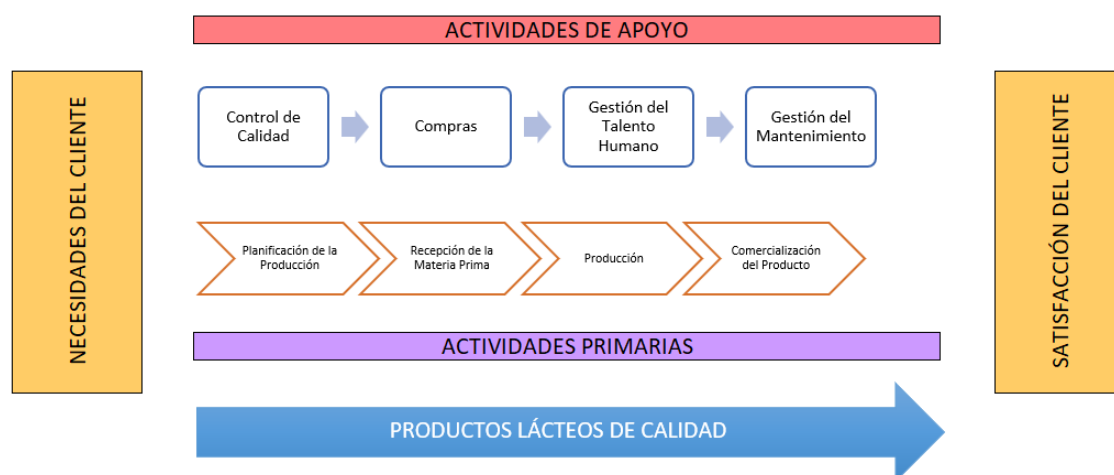 ACTIVIDADES DE APOYO
NECESIDADES DEL CLIENTE
Control de
Calidad
Compras
Gestión del
Talento
Humano
Gestión del
Mantenimiento
Planificación de la
Producción
Recepción de la
Materia Prima
Producción
Comercialización
del Producto
SATISFACCIÓN DEL CLIENTE
ACTIVIDADES PRIMARIAS
PRODUCTOS LÁCTEOS DE CALIDAD